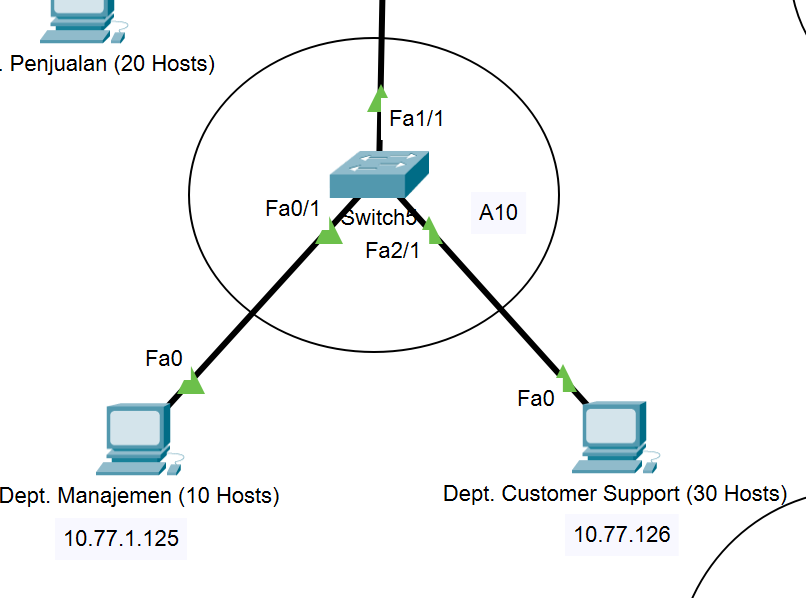 . Penjualan (20 Hosts)
Fa1/1
Fa0/1
Switch5
A10
Fa2/1
Fa0
Fa0
Dept. Manajemen (10 Hosts)
Dept. Customer Support (30 Hosts)
10.77.1.125
10.77.126